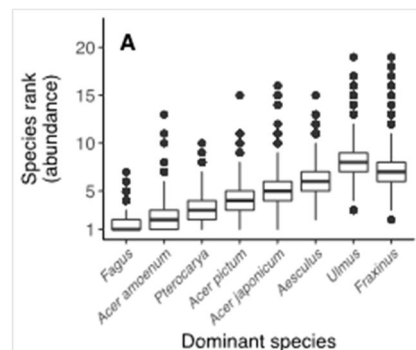 A
Species rank
(abundance)
20
15
10
5
1
Fagus
Acer amoenum
Pterocarya
Acer pictum
Acer japonicum
Aesculus
Ulmus
Fraxinus
Dominant species